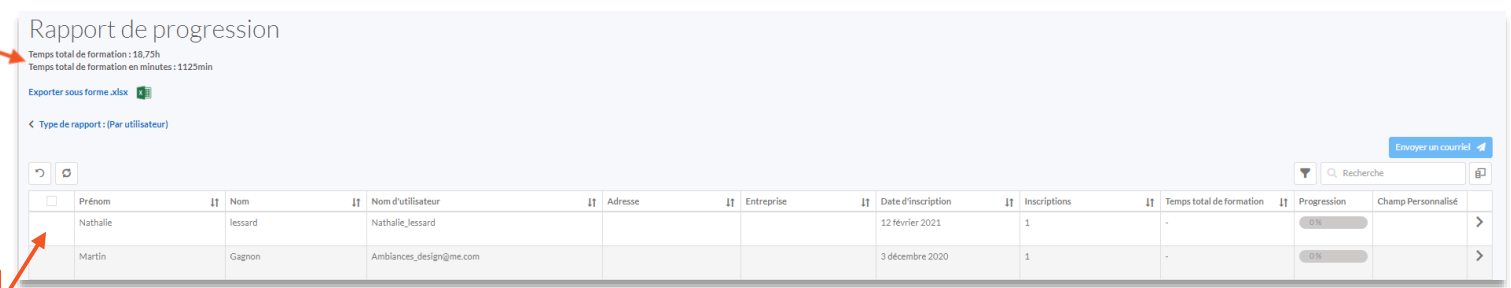 Rapport de progression
Temps total de formation : 18,75h
Temps total de formation en minutes : 1125min
Exporter sous forme .xlsx
Type de rapport : (Par utilisateur)
Envoyer un courriel
Recherche
Prénom Nom Nom d'utilisateur Adresse Entreprise Date d'inscription Inscriptions Temps total de formation Progression Champ Personnalisé
Nathalie lessard Nathalie_lessard 12 février 2021 1 - 0 %
Martin Gagnon Ambiances_design@me.com 3 décembre 2020 1 - 0 %